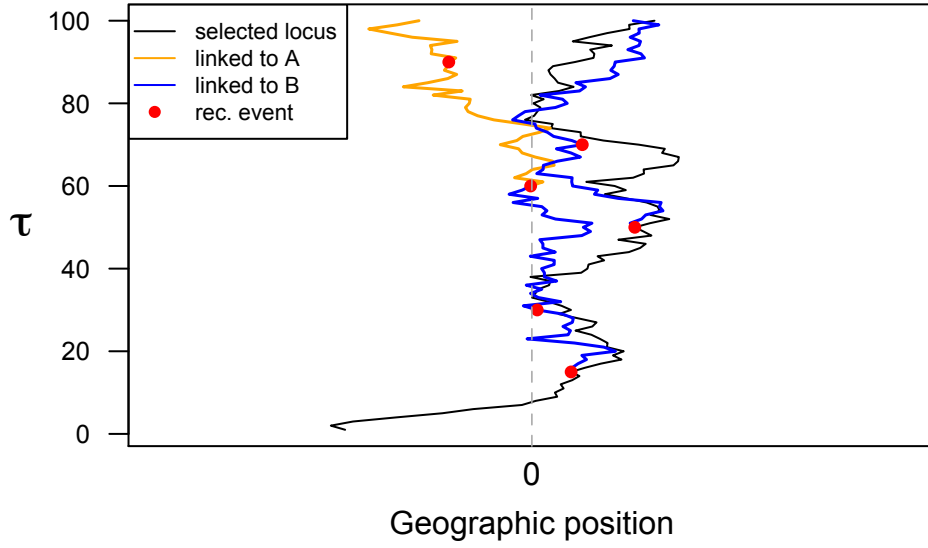 100
80
60
40
20
0
τ
selected locus
linked to A
linked to B
rec. event
0
Geographic position